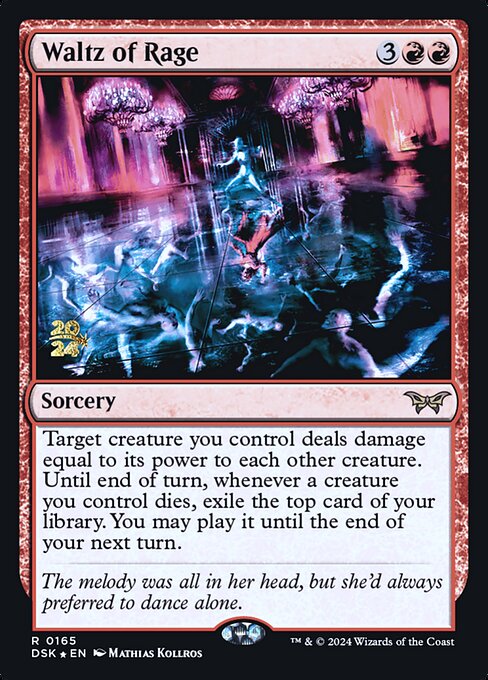 Waltz of Rage 3
2024
Sorcery
Target creature you control deals damage
equal to its power to each other creature.
Until end of turn, whenever a creature
you control dies, exile the top card of your
library. You may play it until the end of
your next turn.
The melody was all in her head, but she'd always
preferred to dance alone.
R 0165 ™ & © 2024 Wizards of the Coast
DSK ★ EN Mathias Kollros